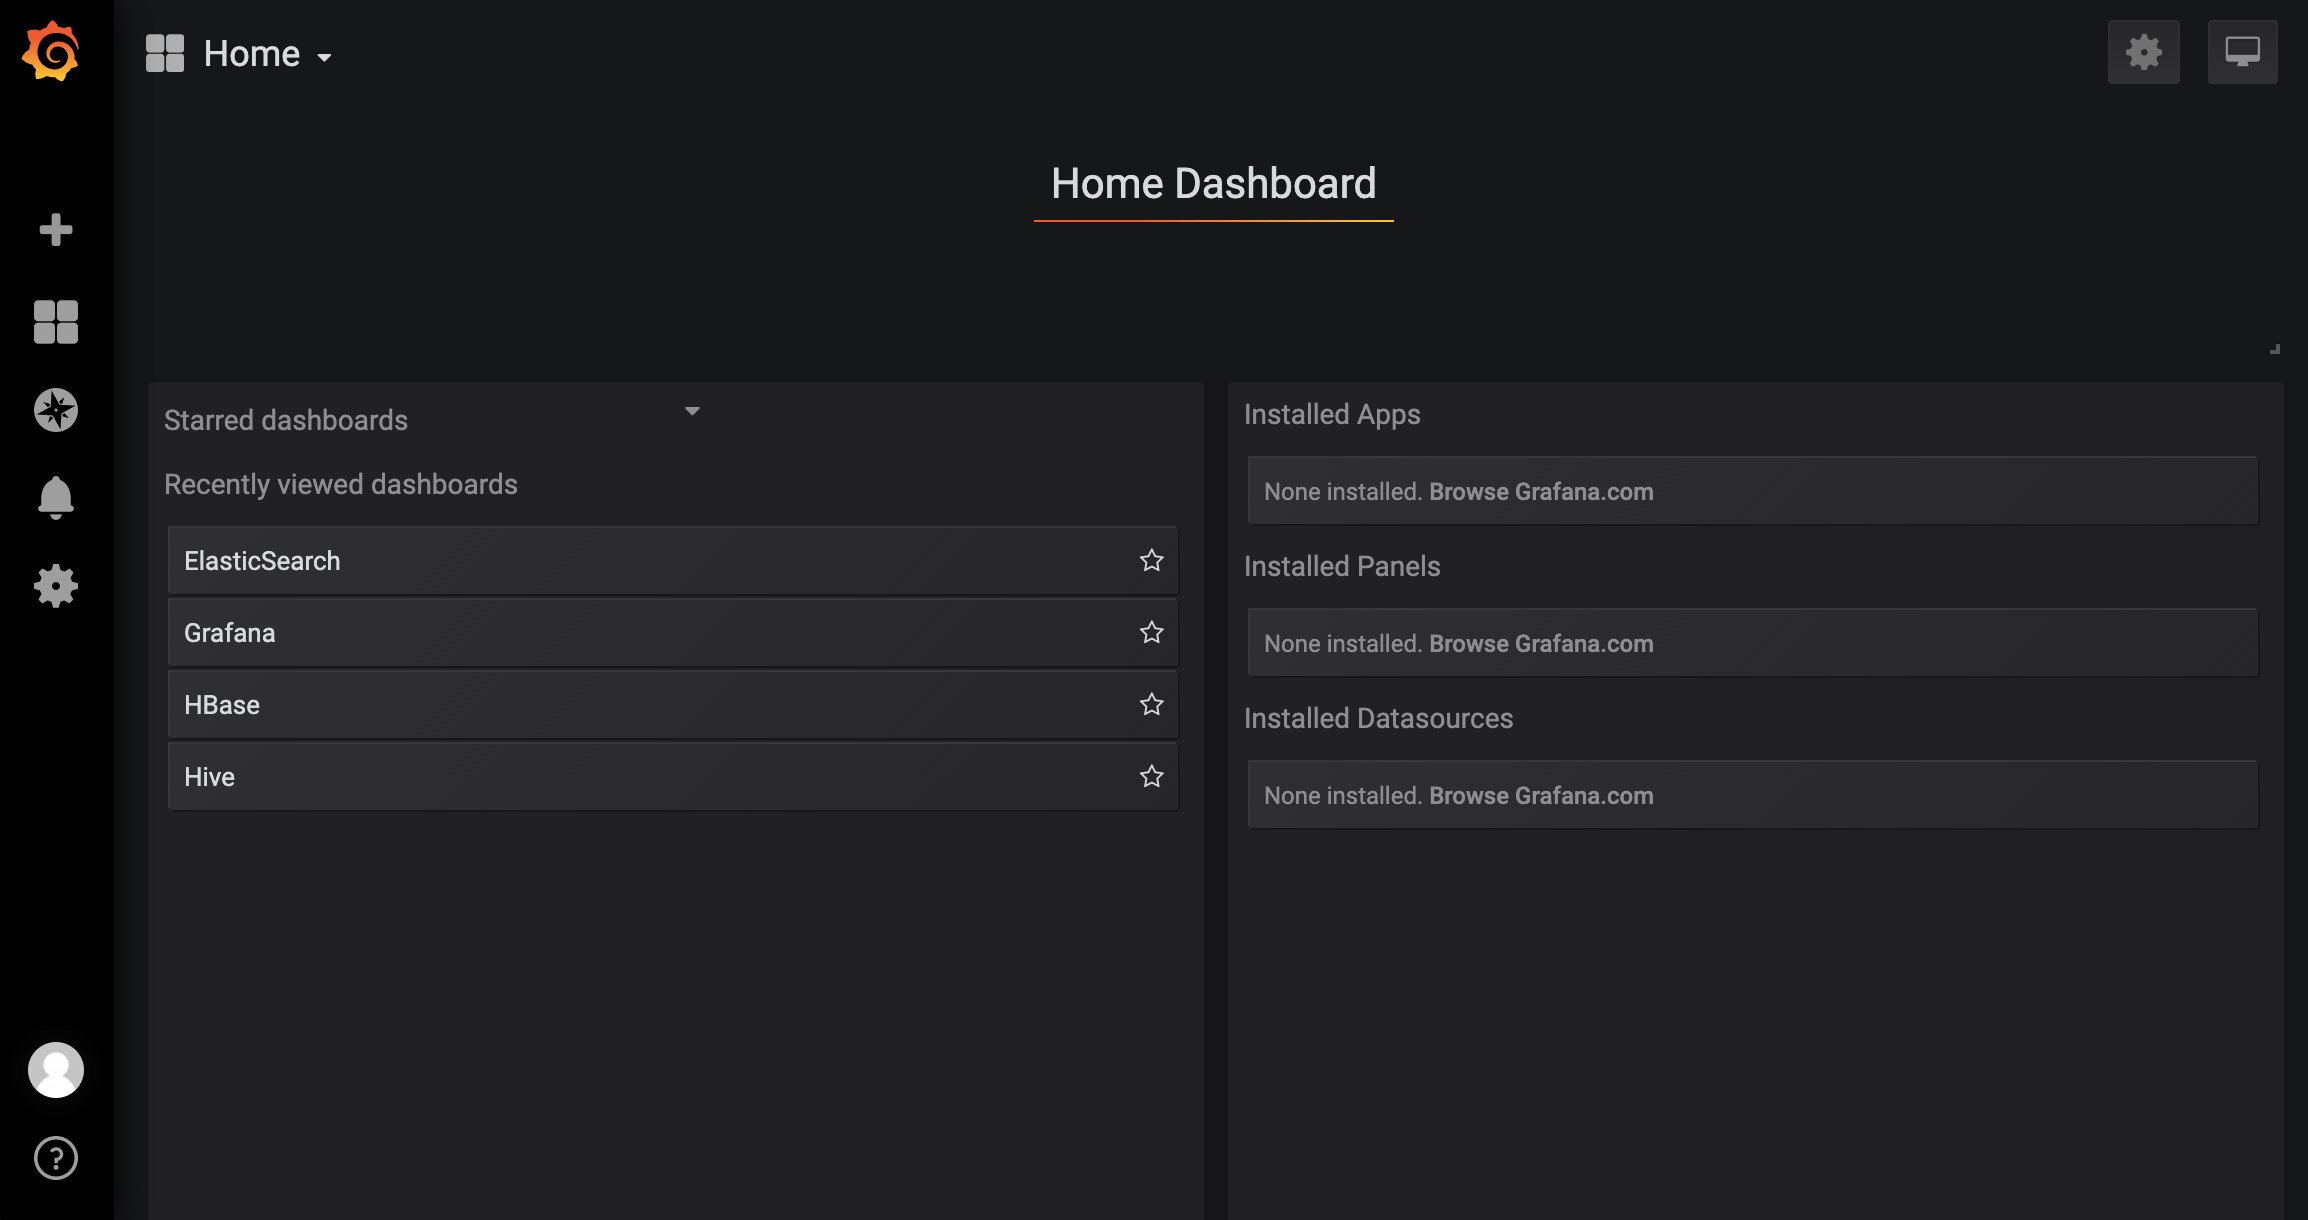 Home
Home Dashboard
Starred dashboards
Recently viewed dashboards
ElasticSearch
Grafana
HBase
Hive
Installed Apps
None installed. Browse Grafana.com
Installed Panels
None installed. Browse Grafana.com
Installed Datasources
None installed. Browse Grafana.com
?